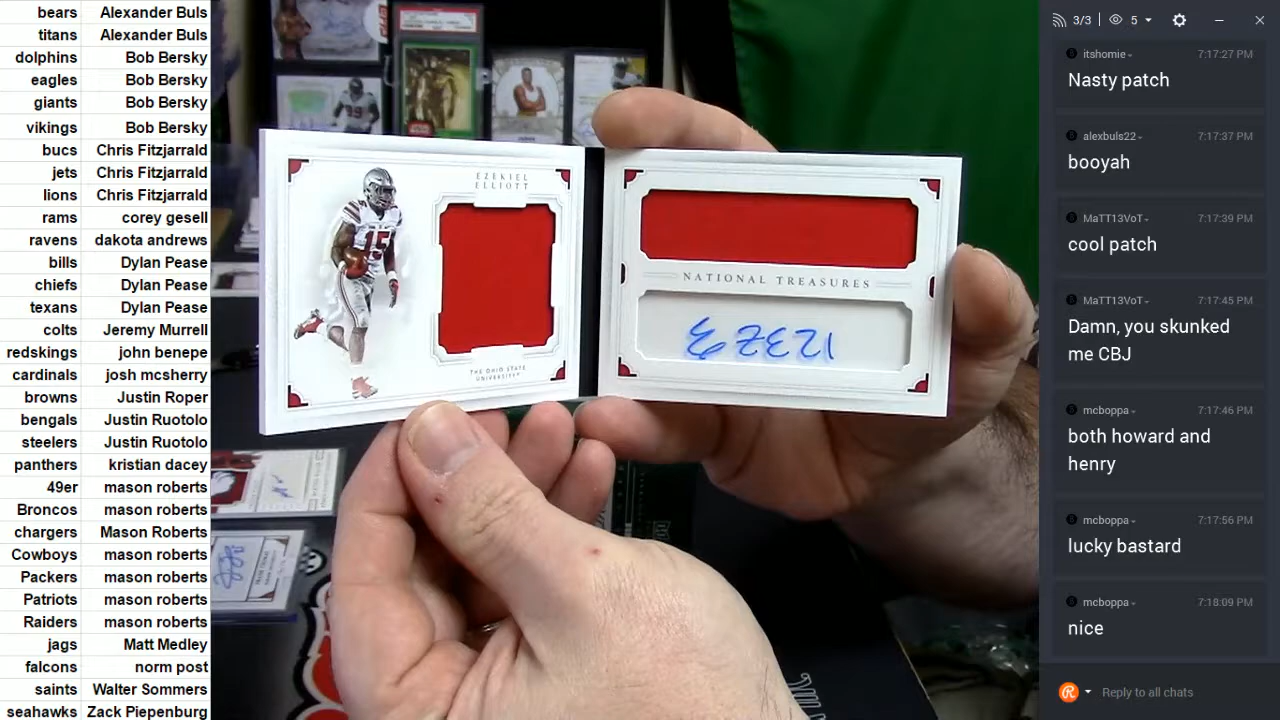 bears Alexander Buls
titans Alexander Buls
dolphins Bob Bersky
eagles Bob Bersky
giants Bob Bersky
vikings Bob Bersky
bucs Chris Fitzjarrald
jets Chris Fitzjarrald
lions Chris Fitzjarrald
rams corey gesell
ravens dakota andrews
bills Dylan Pease
chiefs Dylan Pease
texans Dylan Pease
colts Jeremy Murrell
redskings john benepe
cardinals josh mcsherry
browns Justin Roper
bengals Justin Ruotolo
steelers Justin Ruotolo
panthers kristian dacey
49er mason roberts
Broncos mason roberts
chargers Mason Roberts
Cowboys mason roberts
Packers mason roberts
Patriots mason roberts
Raiders mason roberts
jags Matt Medley
falcons norm post
saints Walter Sommers
seahawks Zack Piepenburg
EZEKIEL
ELLIOTT
15
THE OHIO STATE
UNIVERSITY
NATIONAL TREASURES
3/3 5
itshomie 7:17:27 PM
Nasty patch
alexbuls22 7:17:37 PM
booyah
MaTT13VoT 7:17:39 PM
cool patch
MaTT13VoT 7:17:45 PM
Damn, you skunked
me CBJ
mcboppa 7:17:46 PM
both howard and
henry
mcboppa 7:17:56 PM
lucky bastard
mcboppa 7:18:09 PM
nice
Reply to all chats